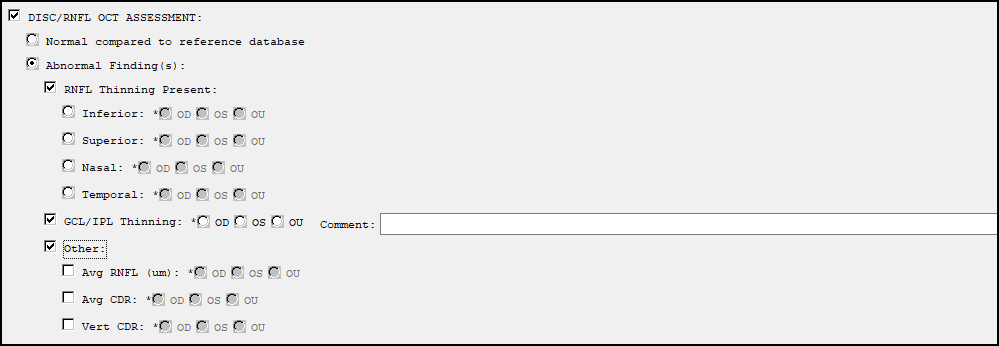 DISC/RNFL OCT ASSESSMENT:
Normal compared to reference database
Abnormal Finding(s):
RNFL Thinning Present:
Inferior: * OD OS OU
Superior: * OD OS OU
Nasal: * OD OS OU
Temporal: * OD OS OU
GCL/IPL Thinning: * OD OS OU Comment:
Other:
Avg RNFL (um): * OD OS OU
Avg CDR: * OD OS OU
Vert CDR: * OD OS OU